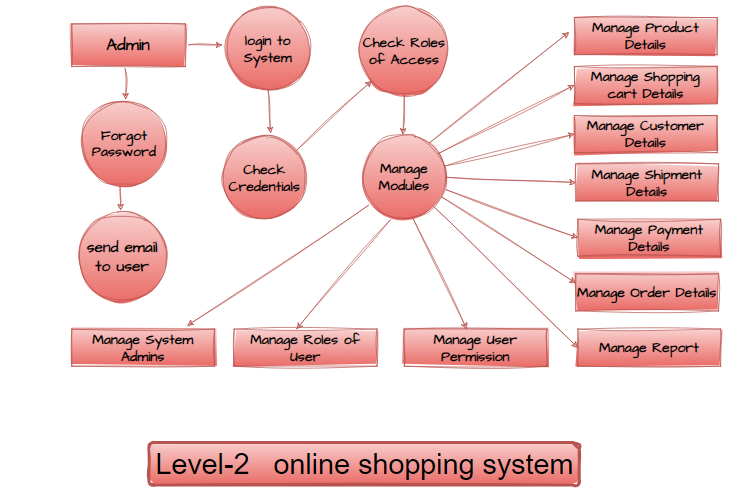 Admin
login to
System
Check Roles
of Access
Manage Product
Details
Manage Shopping
cart Details
Forgot
Password
Manage Customer
Details
Check
Credentials
Manage
Modules
Manage Shipment
Details
send email
to user
Manage Payment
Details
Manage Order Details
Manage System
Admins
Manage Roles of
User
Manage User
Permission
Manage Report
Level-2 online shopping system